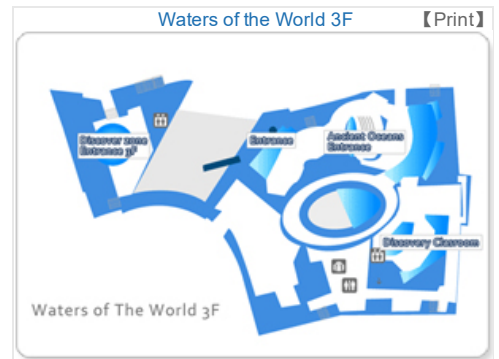 Waters of the World 3F
【Print】
Discover zone
Entrance 3F
Entrance
Ancient Oceans
Entrance
Discovery Clasroom
Waters of The World 3F